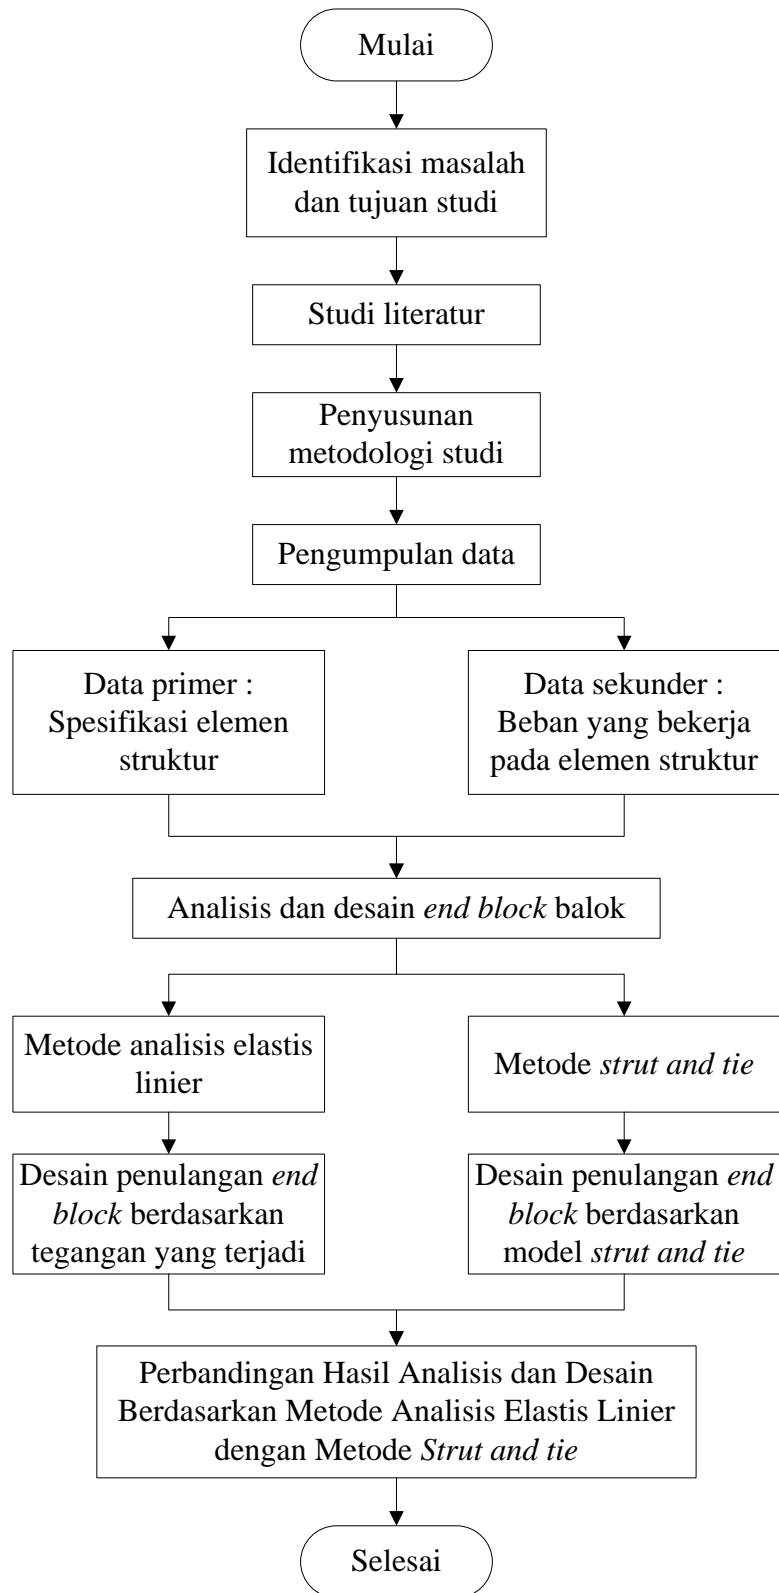 Mulai
Identifikasi masalah
dan tujuan studi
Studi literatur
Penyusunan
metodologi studi
Pengumpulan data
Data primer :
Spesifikasi elemen
struktur
Data sekunder :
Beban yang bekerja
pada elemen struktur
Analisis dan desain end block balok
Metode analisis elastis
linier
Metode strut and tie
Desain penulangan end
block berdasarkan
tegangan yang terjadi
Desain penulangan end
block berdasarkan
model strut and tie
Perbandingan Hasil Analisis dan Desain
Berdasarkan Metode Analisis Elastis Linier
dengan Metode Strut and tie
Selesai